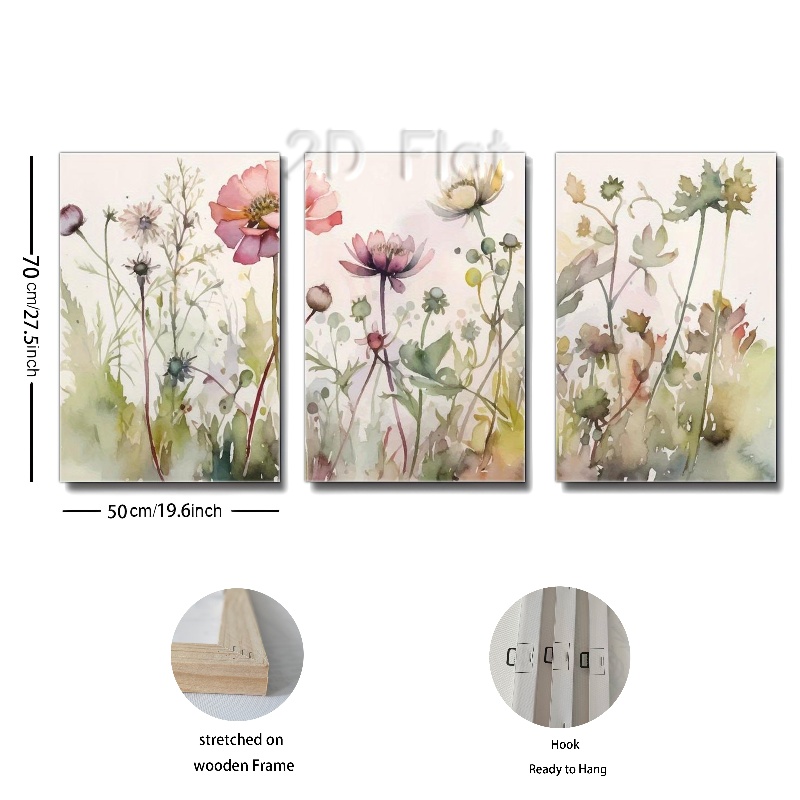 2D Flat.
70 cm/27.5inch
50 cm/19.6inch
stretched on
wooden Frame
Hook
Ready to Hang